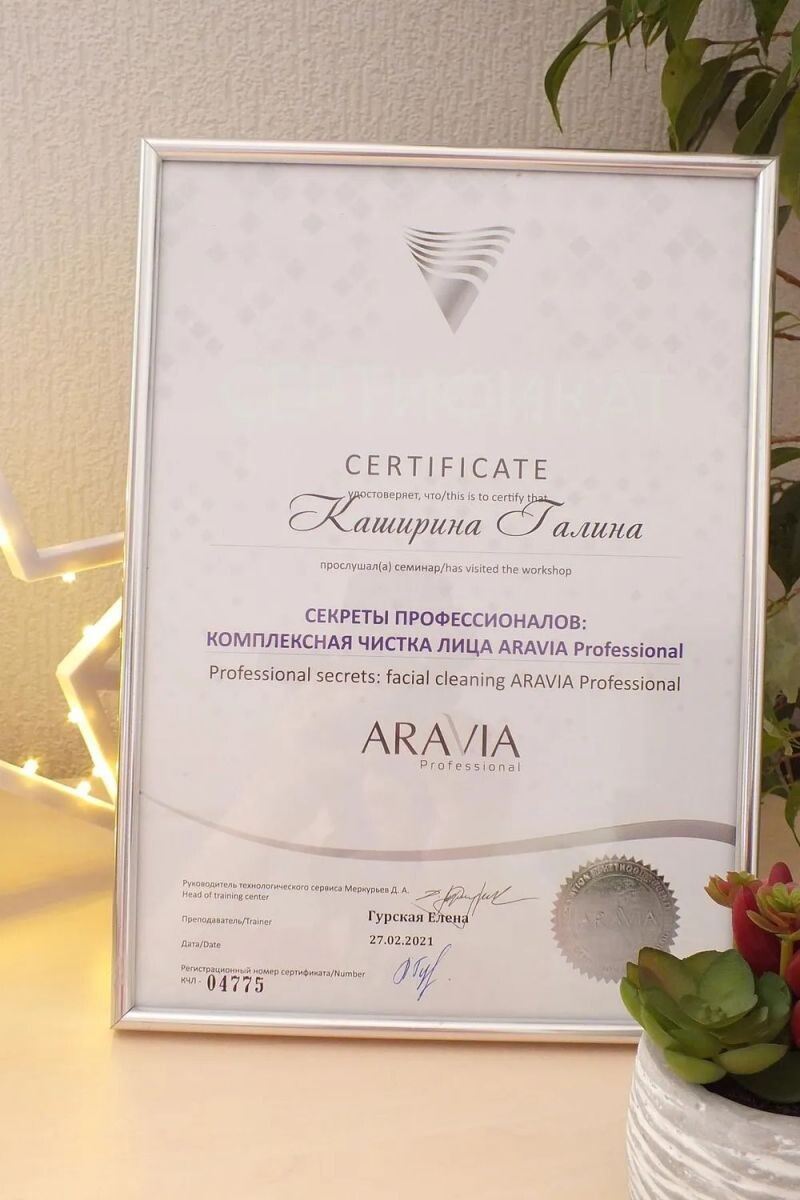 СЕРТИФИКАТ
CERTIFICATE
удостоверяет, что/this is to certify that
Каширина Галина
прослушал(а) семинар/has visited the workshop
СЕКРЕТЫ ПРОФЕССИОНАЛОВ:
КОМПЛЕКСНАЯ ЧИСТКА ЛИЦА ARAVIA Professional
Professional secrets: facial cleaning ARAVIA Professional
ARAVIA
Professional
Руководитель технологического сервиса Меркурьев Д. А.
Head of training center
Преподаватель/Trainer
Гурская Елена
Дата/Date
27.02.2021
Регистрационный номер сертификата/Number
КЧЛ - 04775
ARAVIA